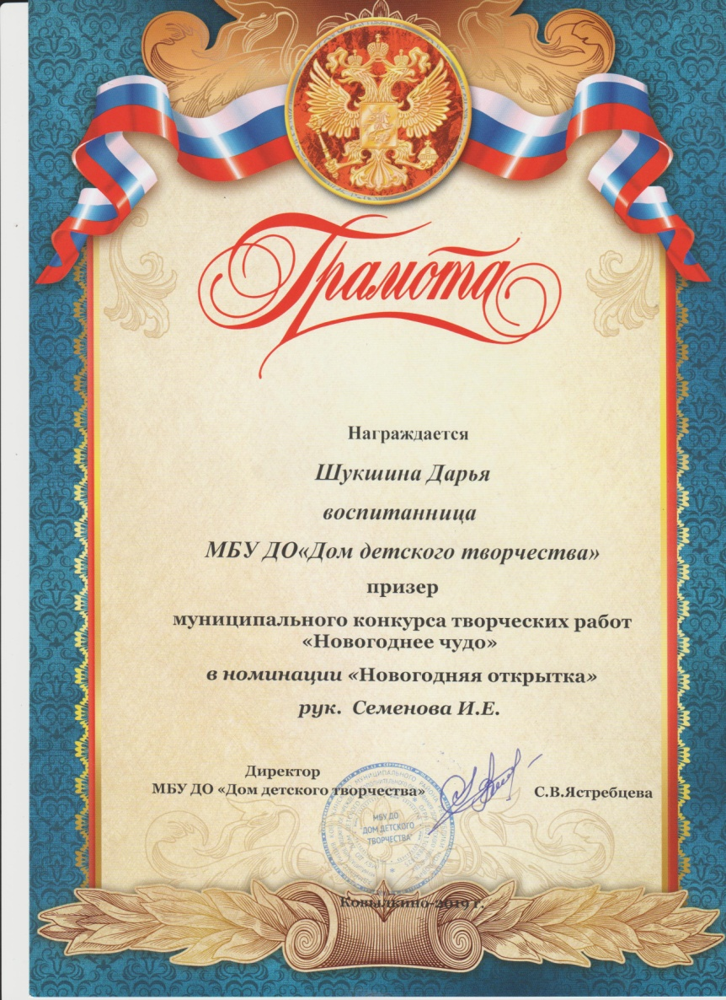 Грамота
Награждается
Шукшина Дарья
воспитанница
МБУ ДО«Дом детского творчества»
призер
муниципального конкурса творческих работ
«Новогоднее чудо»
в номинации «Новогодняя открытка»
рук. Семенова И.Е.
Директор
МБУ ДО «Дом детского творчества»
С.В.Ястребцева
МБУ ДО
ДОМ ДЕТСКОГО
ТВОРЧЕСТВА
Ковылкино-2019 г.